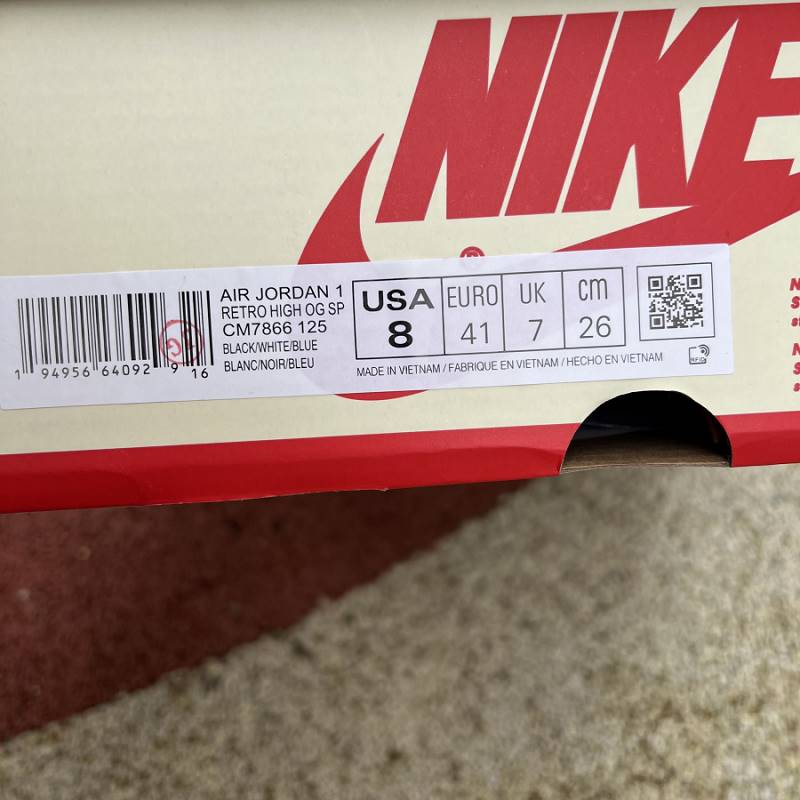 NIKE
®
AIR JORDAN 1
RETRO HIGH OG SP
CM7866 125
BLACK/WHITE/BLUE
BLANC/NOIR/BLEU
1 94956 64092 9 16
USA EURO UK cm
8 41 7 26
MADE IN VIETNAM / FABRIQUE EN VIETNAM / HECHO EN VIETNAM
RFID